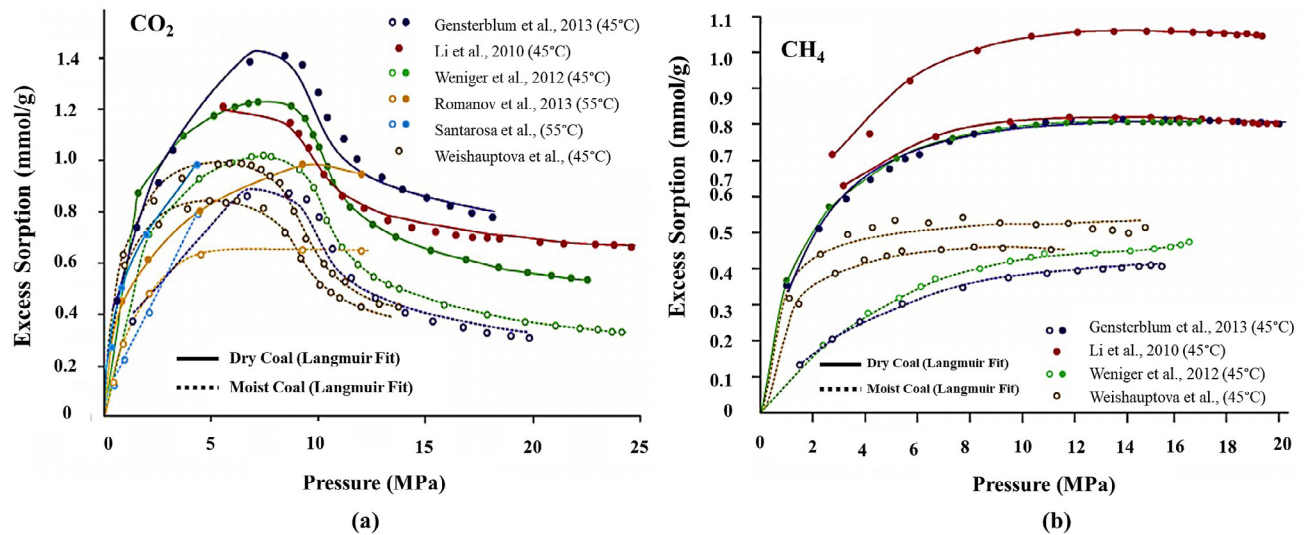 CO2
Gensterblum et al., 2013 (45°C)
Li et al., 2010 (45°C)
Weniger et al., 2012 (45°C)
Romanov et al., 2013 (55°C)
Santarosa et al., (55°C)
Weishauptova et al., (45°C)
Excess Sorption (mmol/g)
1.4
1.2
1.0
0.8
0.6
0.4
0.2
0
Dry Coal (Langmuir Fit)
Moist Coal (Langmuir Fit)
0 5 10 15 20 25
Pressure (MPa)
(a)
CH4
Excess Sorption (mmol/g)
1.1
1.1
0.9
0.8
0.7
0.6
0.5
0.4
0.3
0.2
0.1
0
Gensterblum et al., 2013 (45°C)
Li et al., 2010 (45°C)
Weniger et al., 2012 (45°C)
Weishauptova et al., (45°C)
Dry Coal (Langmuir Fit)
Moist Coal (Langmuir Fit)
0 2 4 6 8 10 12 14 16 18 20
Pressure (MPa)
(b)